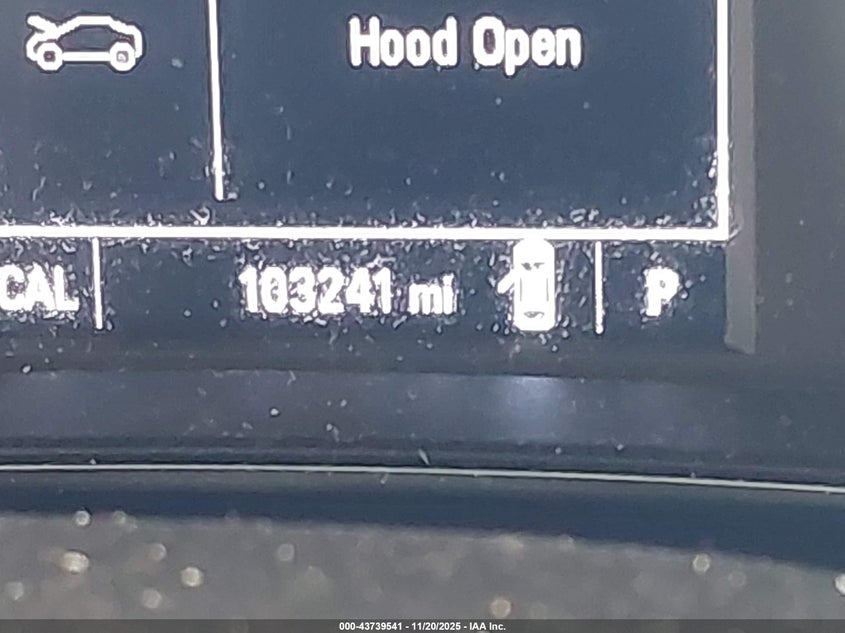 Hood Open
CAL
103241 mi
P
000-43739541 - 11/20/2025 - IAA Inc.